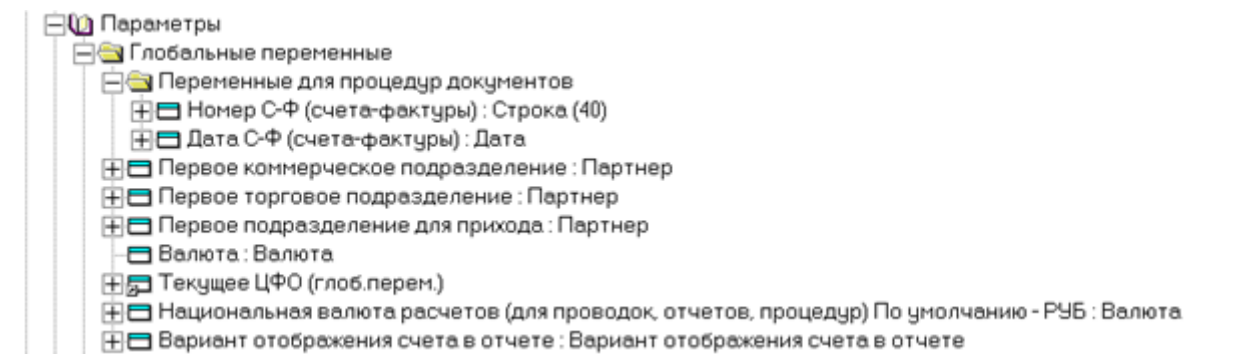 Параметры
Глобальные переменные
Переменные для процедур документов
Номер С-Ф (счета-фактуры) : Строка (40)
Дата С-Ф (счета-фактуры) : Дата
Первое коммерческое подразделение : Партнер
Первое торговое подразделение : Партнер
Первое подразделение для прихода : Партнер
Валюта : Валюта
Текущее ЦФО (глоб.перем.)
Национальная валюта расчетов (для проводок, отчетов, процедур) По умолчанию - РУБ : Валюта
Вариант отображения счета в отчете : Вариант отображения счета в отчете